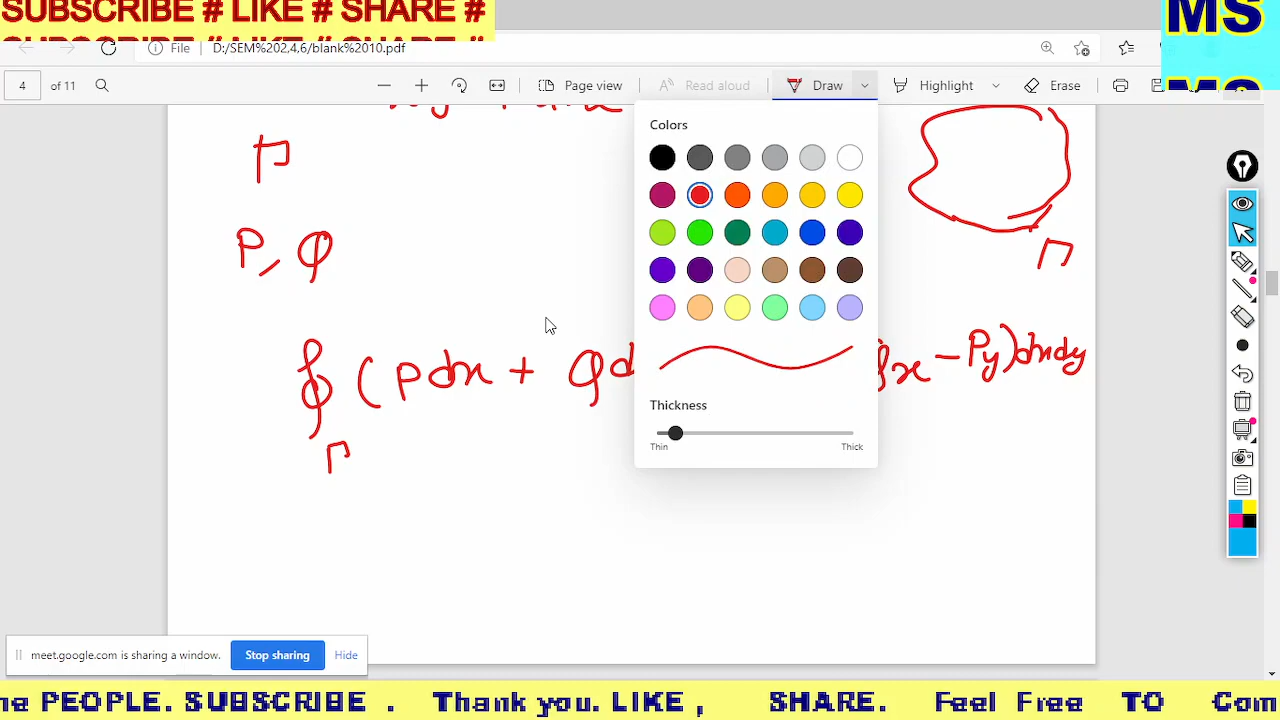 SUBSCRIBE # LIKE # SHARE #
MS
File D:/SEM%202,4,6/blank%2010.pdf
4 of 11
Page view
Read aloud
Draw
Highlight
Erase
Colors
Γ
P, Q
Γ
∮ (Pdx + Qd x - Py)dxdy
Γ
Thickness
Thin Thick
meet.google.com is sharing a window. Stop sharing Hide
PEOPLE. SUBSCRIBE . Thank you. LIKE , SHARE. Feel Free TO Com